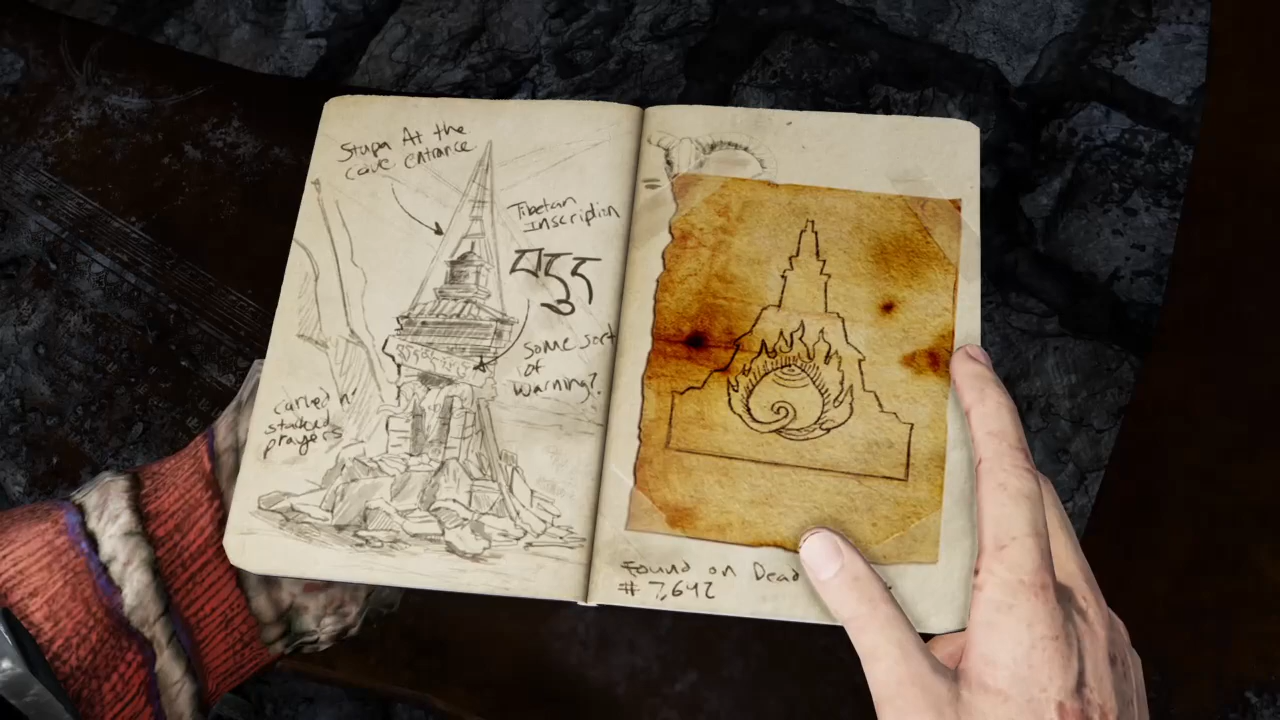 Stupa At the
cave entrance
Tibetan
Inscription
བདུད
Some sort
of
warning?
carved n'
stacked
prayers
Found on Dead
# 7,642